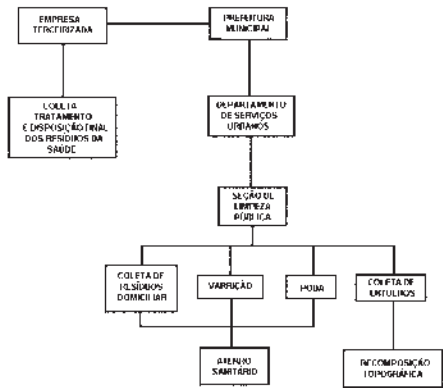 EMPRESA
TERCEIRIZADA
PREFEITURA
MUNICIPAL
COLETA
TRATAMENTO
E DISPOSIÇÃO FINAL
DOS RESÍDUOS DA
SAÚDE
DEPARTAMENTO
DE SERVIÇOS
URBANOS
SEÇÃO DE
LIMPEZA
PÚBLICA
COLETA DE
RESÍDUOS
DOMICILIAR
VARRIÇÃO
PODA
COLETA DE
ENTULHOS
ATERRO
SANITÁRIO
RECOMPOSIÇÃO
TOPOGRÁFICA